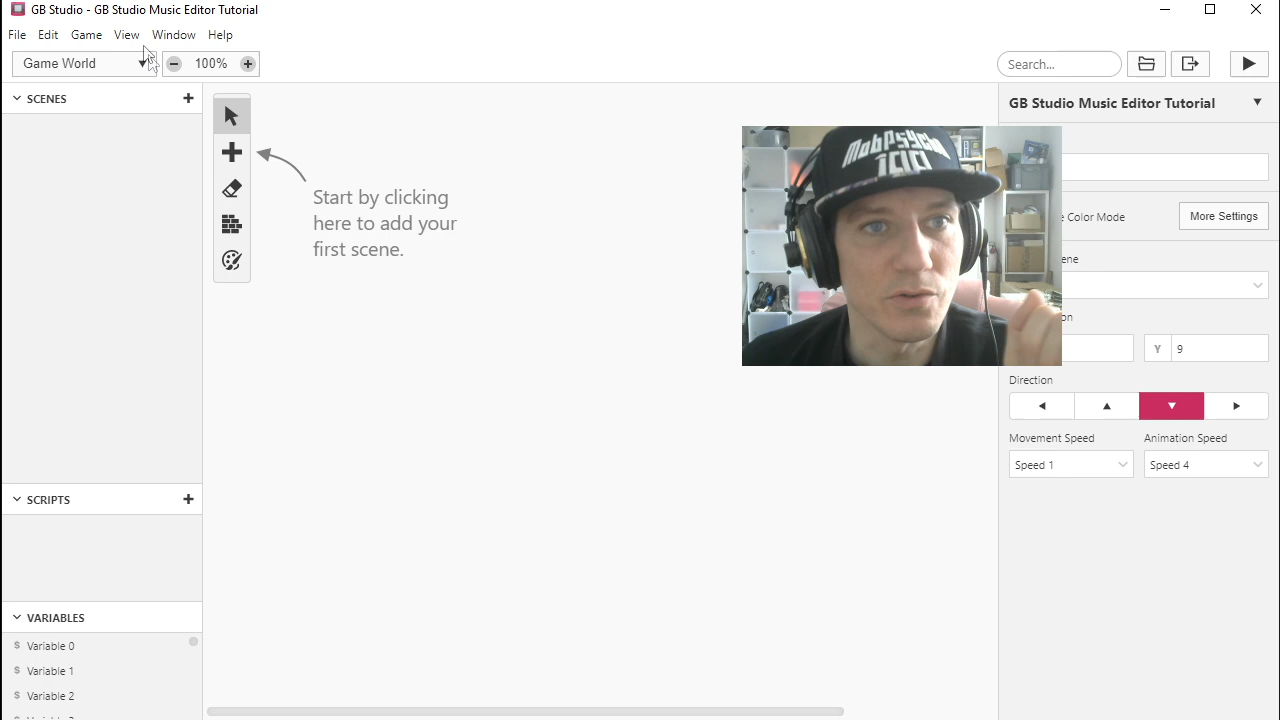 GB Studio - GB Studio Music Editor Tutorial
File Edit Game View Window Help
Game World
100%
Search...
SCENES
Start by clicking
here to add your
first scene.
GB Studio Music Editor Tutorial
MobPsycho
100
Color Mode
More Settings
Y 9
Direction
Movement Speed
Animation Speed
Speed 1
Speed 4
SCRIPTS
VARIABLES
$ Variable 0
$ Variable 1
$ Variable 2